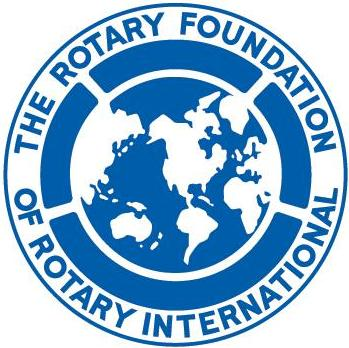 THE ROTARY FOUNDATION
OF ROTARY INTERNATIONAL